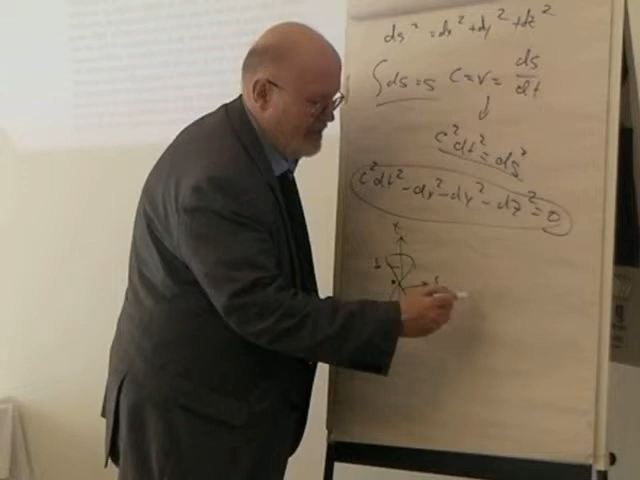 ds² = dx² + dy² + dz²
∫ds = s c = v = ds/dt
↓
c²dt² = ds²
c²dt² - dx² - dy² - dz² = 0